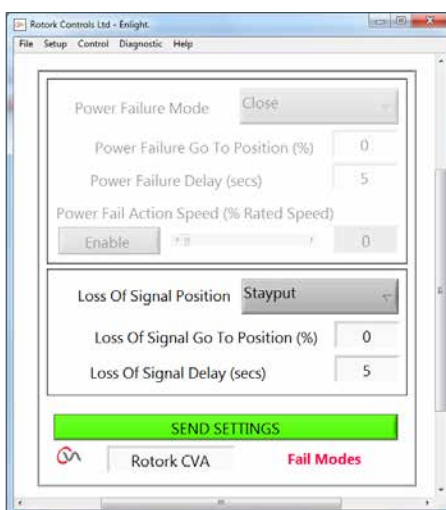 Rotork Controls Ltd - Enlight.
File Setup Control Diagnostic Help
Power Failure Mode Close
Power Failure Go To Position (%) 0
Power Failure Delay (secs) 5
Power Fail Action Speed (% Rated Speed)
Enable 0
Loss Of Signal Position Stayput
Loss Of Signal Go To Position (%) 0
Loss Of Signal Delay (secs) 5
SEND SETTINGS
Rotork CVA Fail Modes